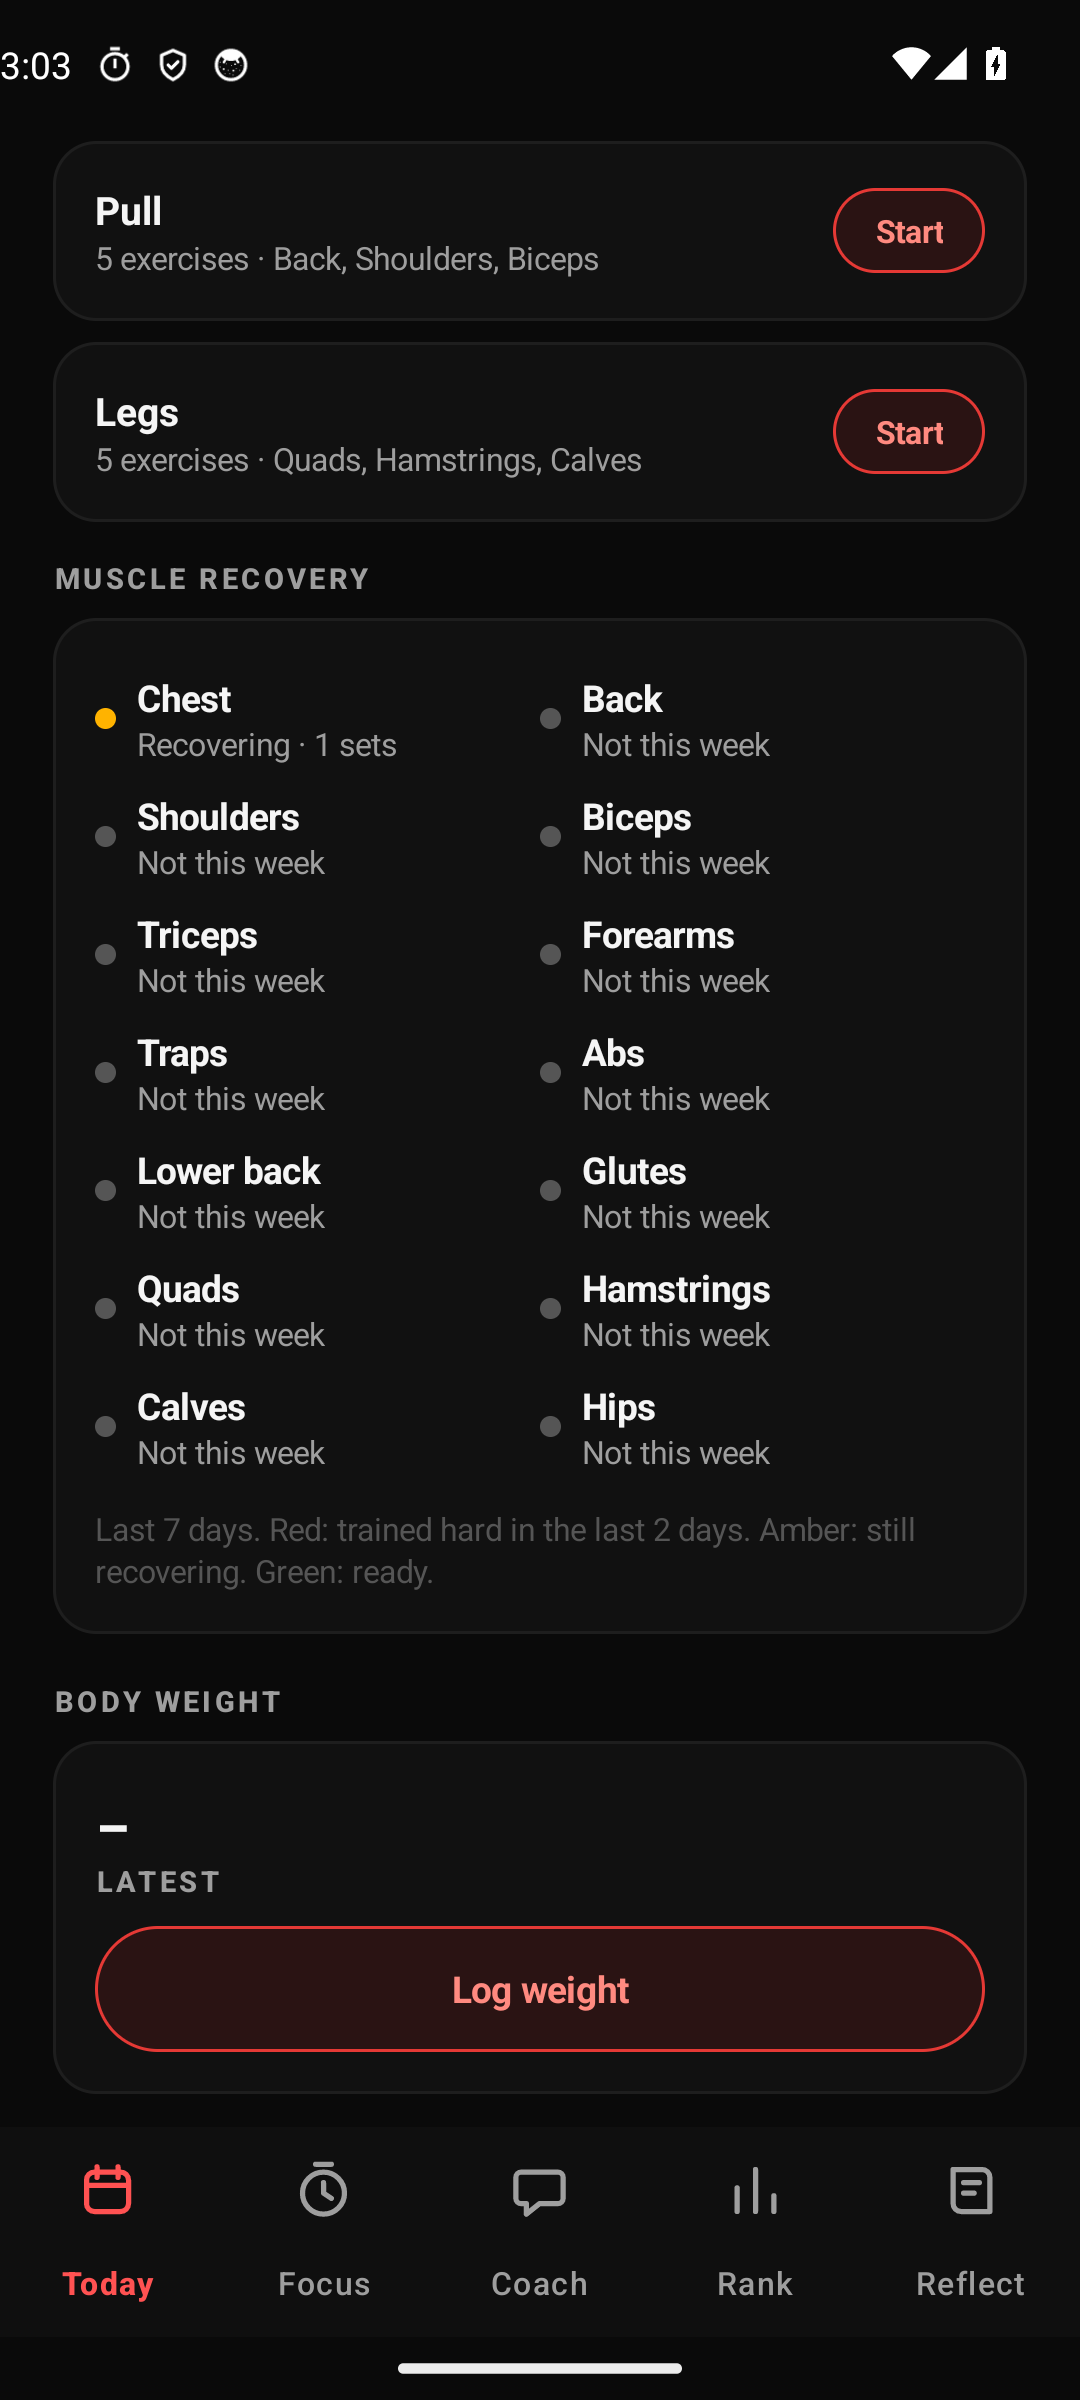 3:03
Pull
5 exercises · Back, Shoulders, Biceps
Start
Legs
5 exercises · Quads, Hamstrings, Calves
Start
MUSCLE RECOVERY
Chest
Recovering · 1 sets
Back
Not this week
Shoulders
Not this week
Biceps
Not this week
Triceps
Not this week
Forearms
Not this week
Traps
Not this week
Abs
Not this week
Lower back
Not this week
Glutes
Not this week
Quads
Not this week
Hamstrings
Not this week
Calves
Not this week
Hips
Not this week
Last 7 days. Red: trained hard in the last 2 days. Amber: still
recovering. Green: ready.
BODY WEIGHT
–
LATEST
Log weight
Today
Focus
Coach
Rank
Reflect